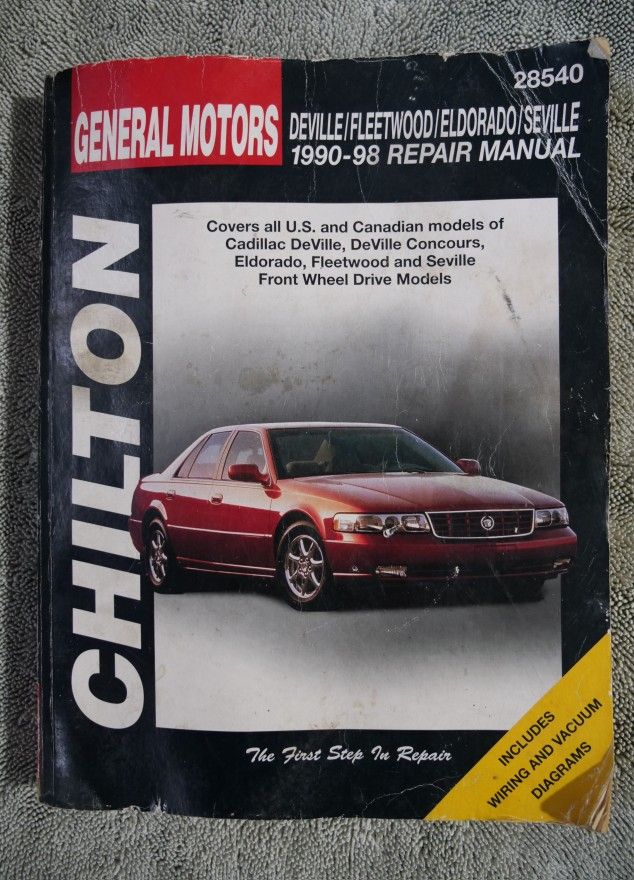 28540
GENERAL MOTORS
DEVILLE/FLEETWOOD/ELDORADO/SEVILLE
1990-98 REPAIR MANUAL
Covers all U.S. and Canadian models of
Cadillac DeVille, DeVille Concours,
Eldorado, Fleetwood and Seville
Front Wheel Drive Models
CHILTON
The First Step In Repair
INCLUDES
WIRING AND VACUUM
DIAGRAMS